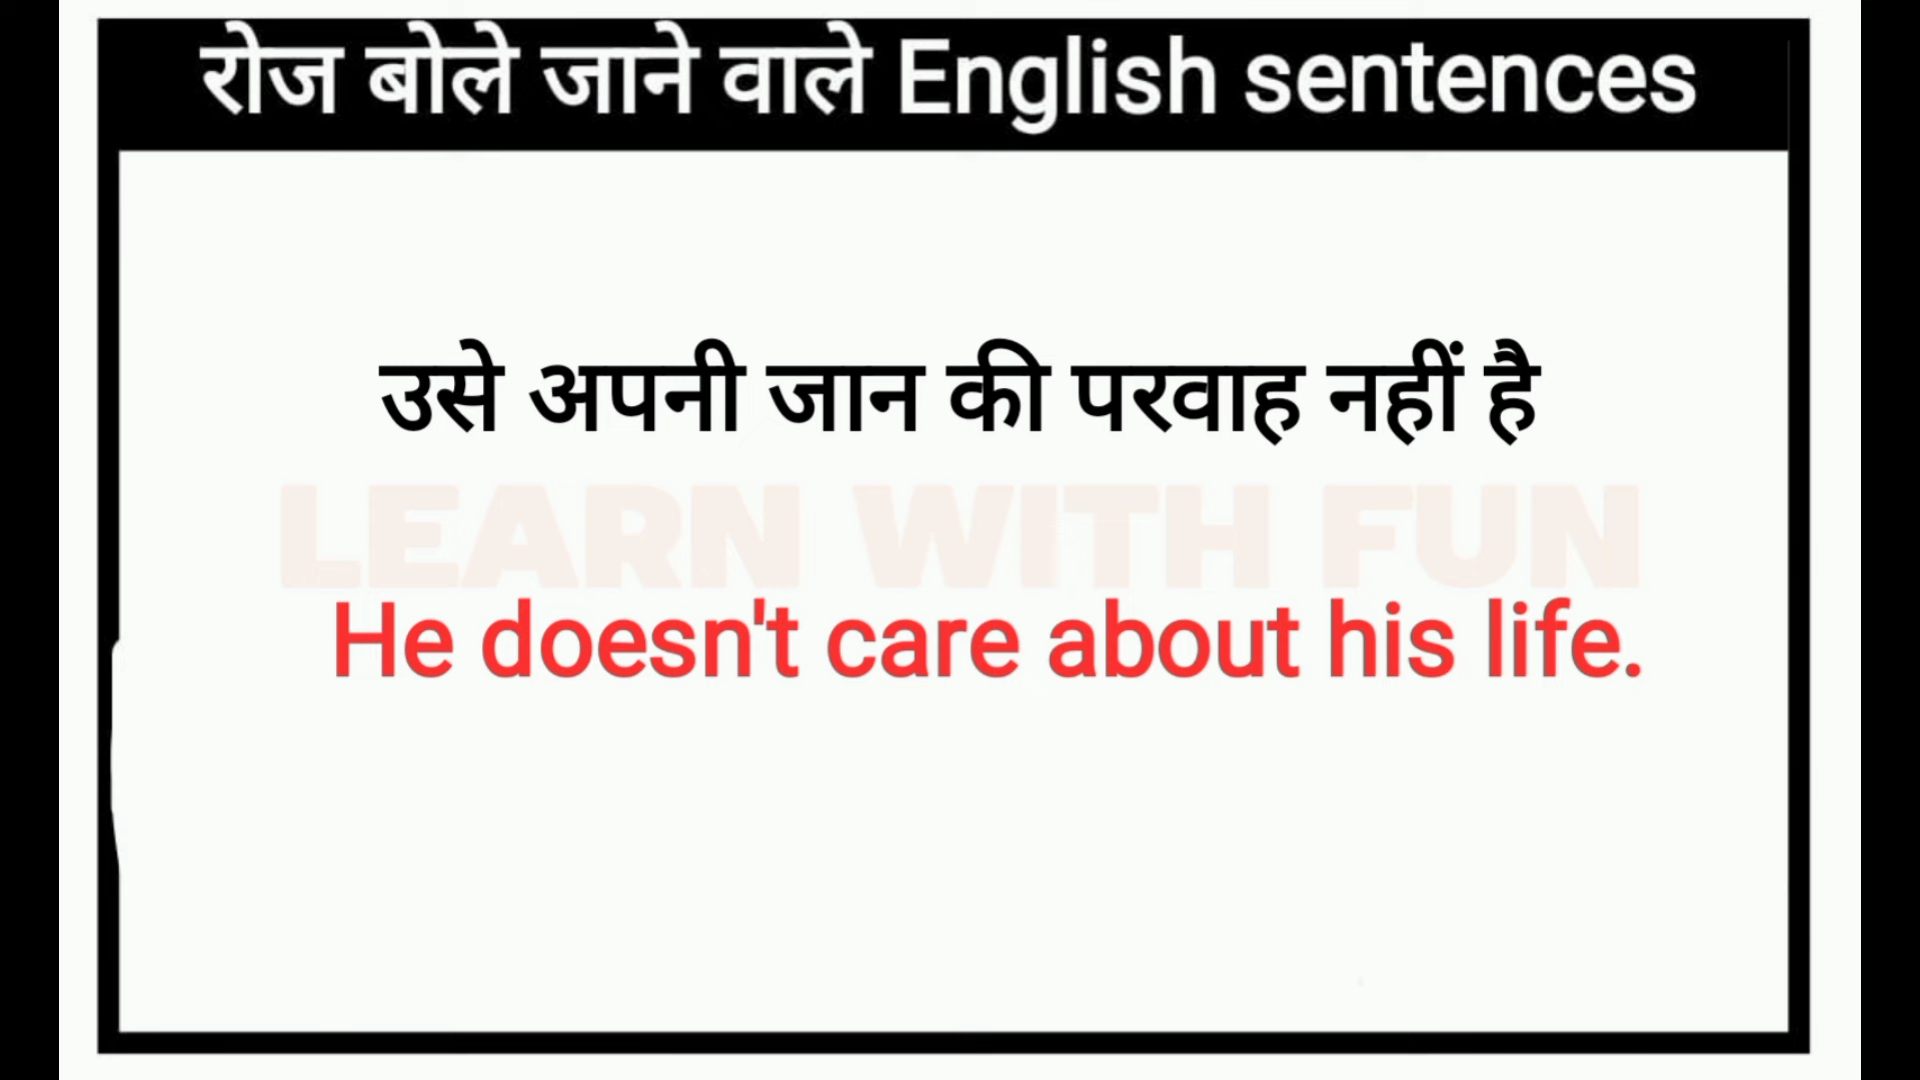 रोज बोले जाने वाले English sentences
उसे अपनी जान की परवाह नहीं है
LEARN WITH FUN
He doesn't care about his life.